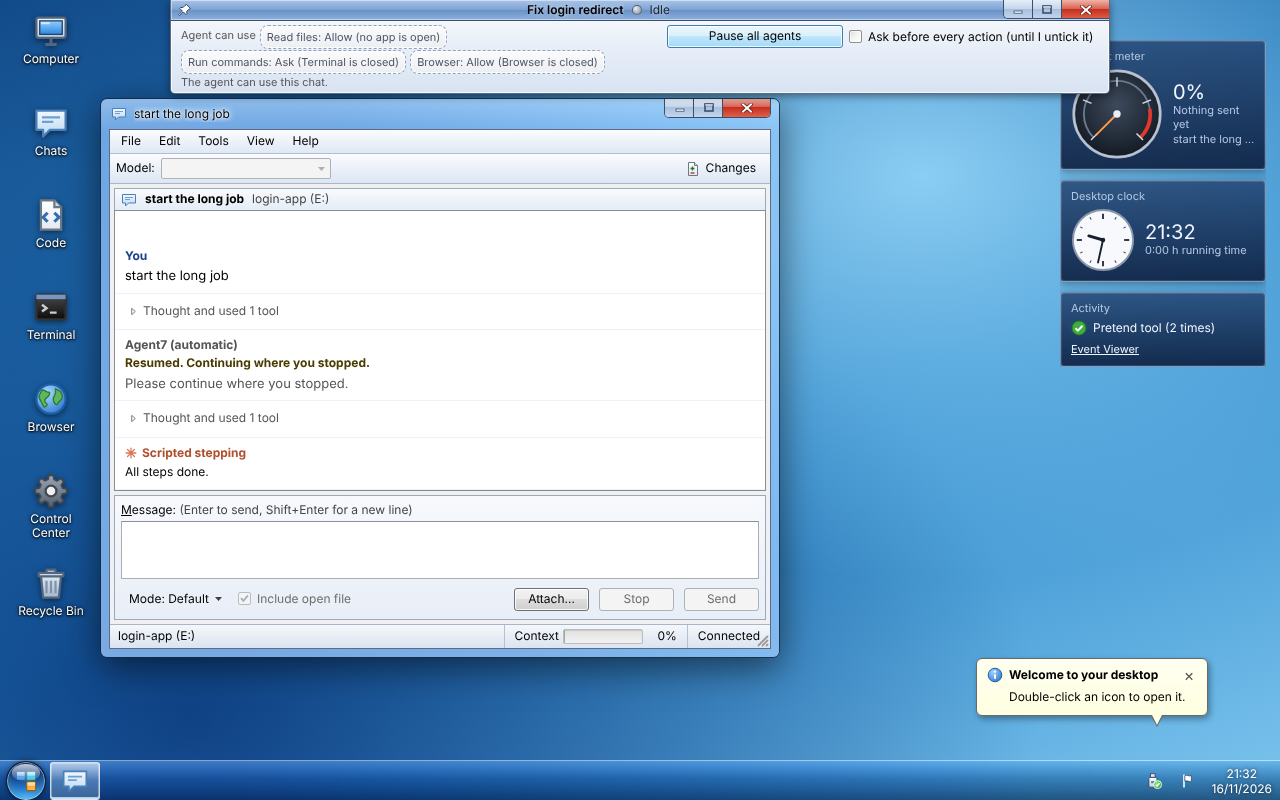 Fix login redirect Idle
Agent can use Read files: Allow (no app is open)
Run commands: Ask (Terminal is closed) Browser: Allow (Browser is closed)
The agent can use this chat.
Pause all agents
Ask before every action (until I untick it)
Computer
Chats
Code
Terminal
Browser
Control
Center
Recycle Bin
start the long job
File Edit Tools View Help
Model:
Changes
start the long job login-app (E:)
You
start the long job
Thought and used 1 tool
Agent7 (automatic)
Resumed. Continuing where you stopped.
Please continue where you stopped.
Thought and used 1 tool
Scripted stepping
All steps done.
Message: (Enter to send, Shift+Enter for a new line)
Mode: Default
Include open file
Attach...
Stop
Send
login-app (E:)
Context 0%
Connected
meter
0%
Nothing sent
yet
start the long ...
Desktop clock
21:32
0:00 h running time
Activity
Pretend tool (2 times)
Event Viewer
Welcome to your desktop
Double-click an icon to open it.
21:32
16/11/2026